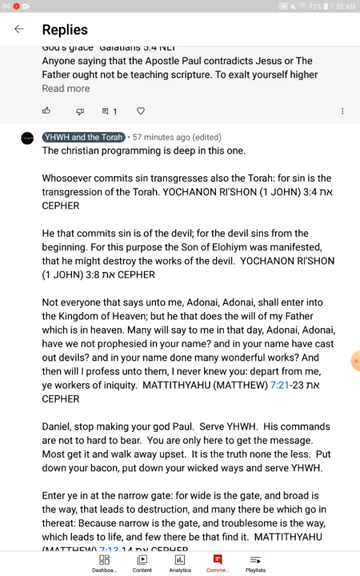 92% 7:30 AM
Replies
God's grace" Galatians 5:4 NLT
Anyone saying that the Apostle Paul contradicts Jesus or The
Father ought not be teaching scripture. To exalt yourself higher
Read more
1
YHWH and the Torah • 57 minutes ago (edited)
The christian programming is deep in this one.
Whosoever commits sin transgresses also the Torah: for sin is the
transgression of the Torah. YOCHANON RI'SHON (1 JOHN) 3:4 את
CEPHER
He that commits sin is of the devil; for the devil sins from the
beginning. For this purpose the Son of Elohiym was manifested,
that he might destroy the works of the devil. YOCHANON RI'SHON
(1 JOHN) 3:8 את CEPHER
Not everyone that says unto me, Adonai, Adonai, shall enter into
the Kingdom of Heaven; but he that does the will of my Father
which is in heaven. Many will say to me in that day, Adonai, Adonai,
have we not prophesied in your name? and in your name have cast
out devils? and in your name done many wonderful works? And
then will I profess unto them, I never knew you: depart from me,
ye workers of iniquity. MATTITHYAHU (MATTHEW) 7:21-23 את
CEPHER
Daniel, stop making your god Paul. Serve YHWH. His commands
are not to hard to bear. You are only here to get the message.
Most get it and walk away upset. It is the truth none the less. Put
down your bacon, put down your wicked ways and serve YHWH.
Enter ye in at the narrow gate: for wide is the gate, and broad is
the way, that leads to destruction, and many there be which go in
thereat: Because narrow is the gate, and troublesome is the way,
which leads to life, and few there be that find it. MATTITHYAHU
(MATTHEW) 7:13-14 את CEPHER
Dashboa...
Content
Analytics
Comme...
Playlists